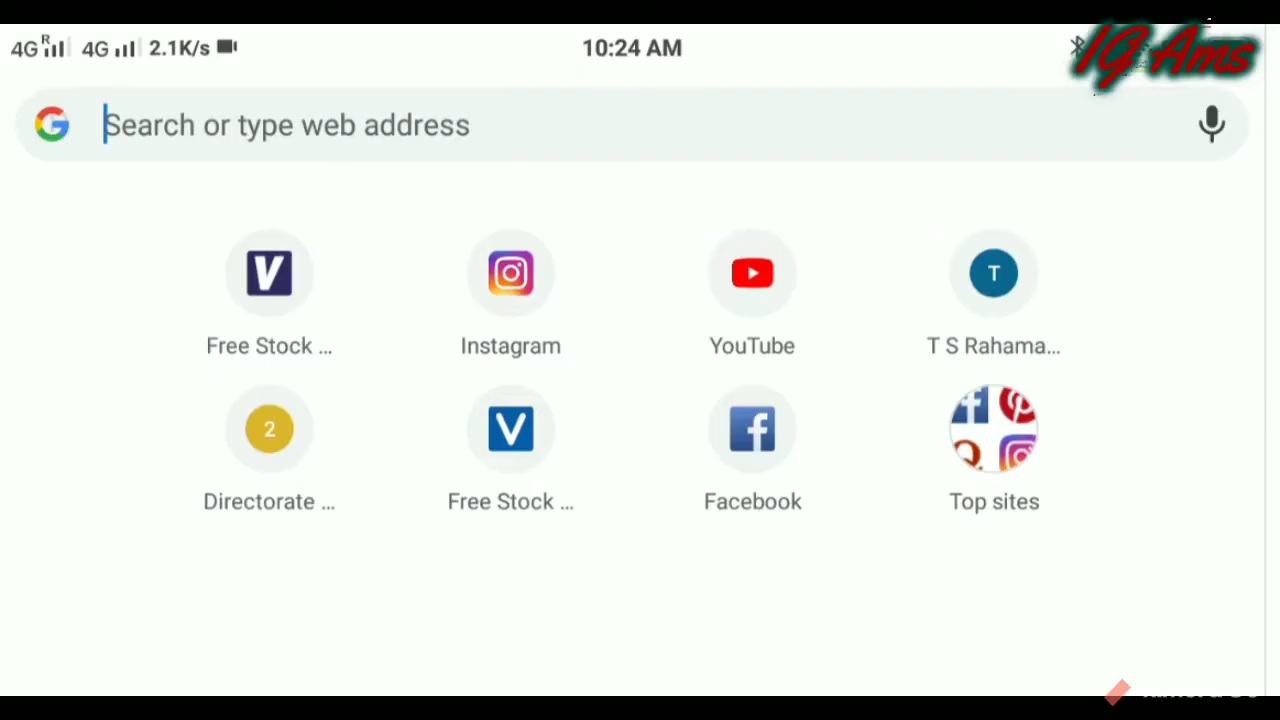 4G R 4G 2.1K/s 10:24 AM
IG Ams
Search or type web address
V
T
Free Stock ... Instagram YouTube T S Rahama...
2 V f f
Directorate ... Free Stock ... Facebook Top sites